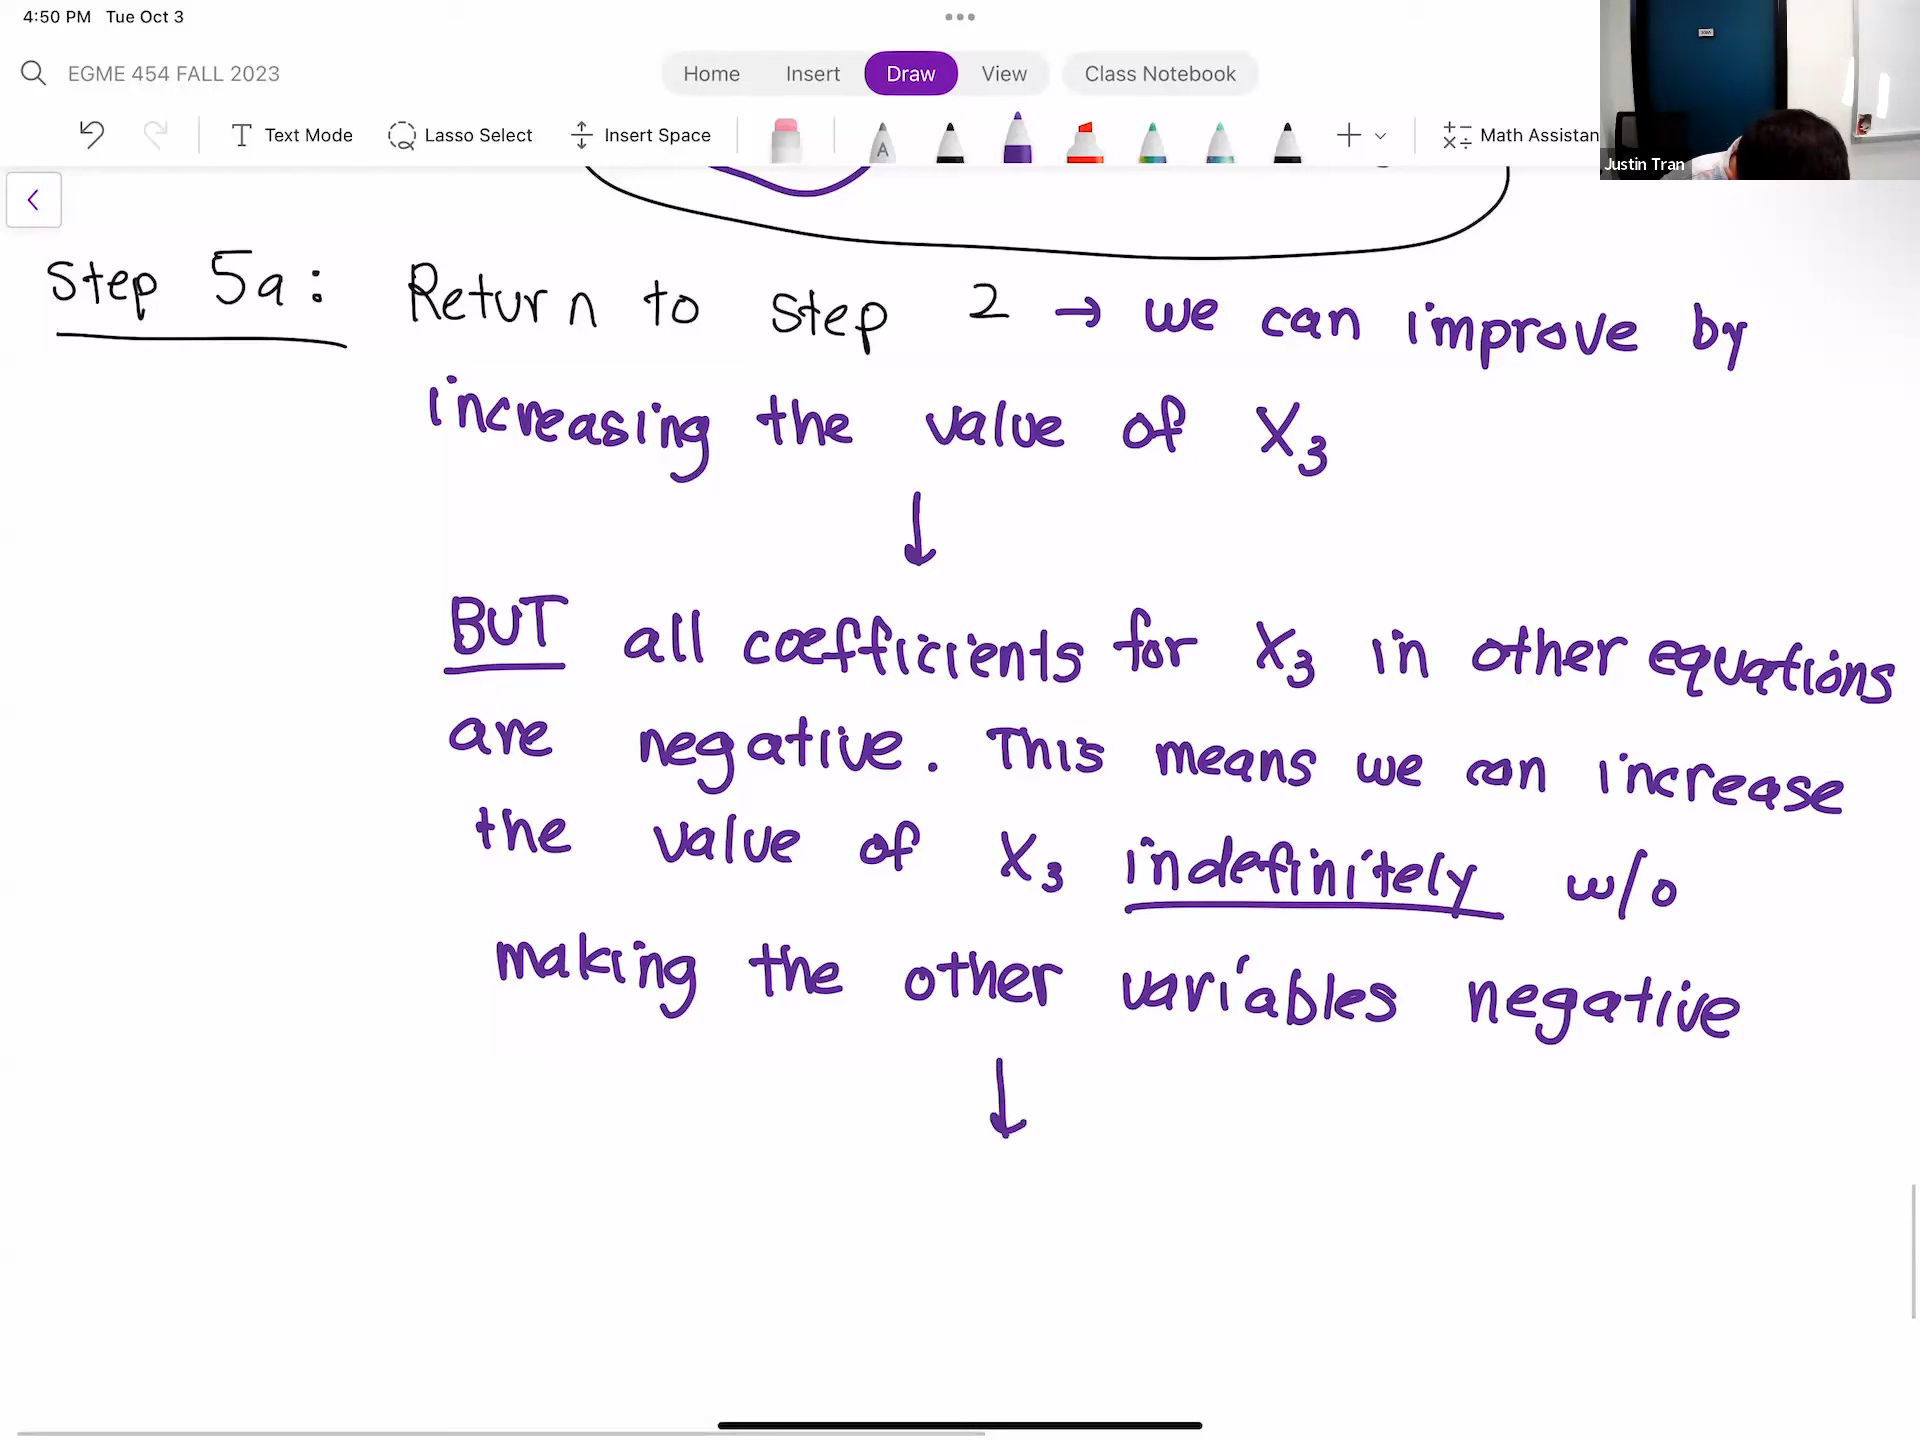 4:50 PM Tue Oct 3
EGME 454 FALL 2023
Home Insert Draw View Class Notebook
Text Mode Lasso Select Insert Space A Math Assistan
Justin Tran
Step 5a: Return to step 2 → we can improve by
increasing the value of X₃
↓
BUT all coefficients for X₃ in other equations
are negative. This means we can increase
the value of X₃ indefinitely w/o
making the other variables negative
↓